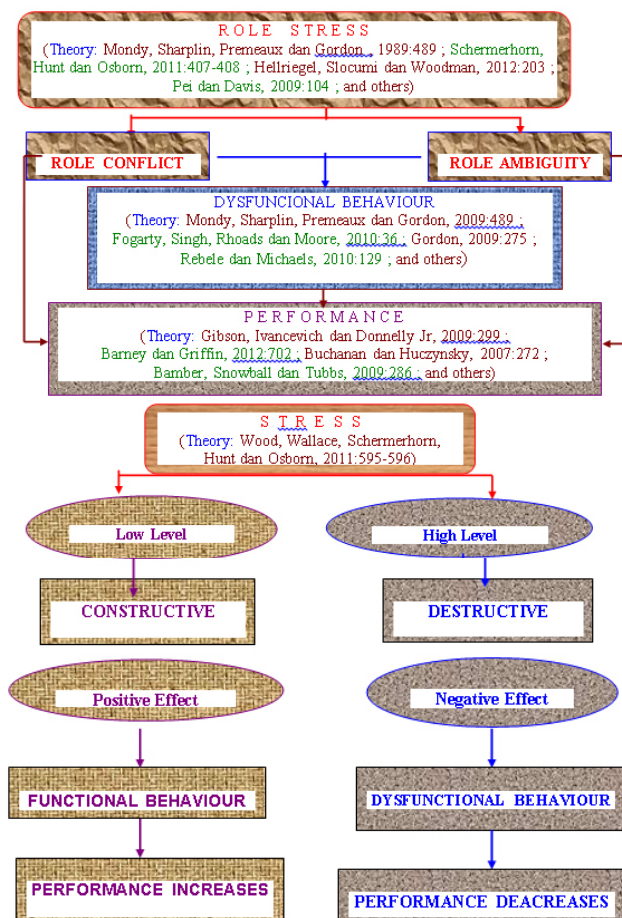 ROLE STRESS
(Theory: Mondy, Sharplin, Premeaux dan Gordon , 1989:489 ; Schermerhorn,
Hunt dan Osborn, 2011:407-408 ; Hellriegel, Slocumi dan Woodman, 2012:203 ;
Pei dan Davis, 2009:104 ; and others)
ROLE CONFLICT
ROLE AMBIGUITY
DYSFUNCIONAL BEHAVIOUR
(Theory: Mondy, Sharplin, Premeaux dan Gordon, 2009:489 ;
Fogarty, Singh, Rhoads dan Moore, 2010:36 ; Gordon, 2009:275 ;
Rebele dan Michaels, 2010:129 ; and others)
PERFORMANCE
(Theory: Gibson, Ivancevich dan Donnelly Jr, 2009:299 ;
Barney dan Griffin, 2012:702 ; Buchanan dan Huczynsky, 2007:272 ;
Bamber, Snowball dan Tubbs, 2009:286 ; and others)
STRESS
(Theory: Wood, Wallace, Schermerhorn,
Hunt dan Osborn, 2011:595-596)
Low Level
High Level
CONSTRUCTIVE
DESTRUCTIVE
Positive Effect
Negative Effect
FUNCTIONAL BEHAVIOUR
DYSFUNCTIONAL BEHAVIOUR
PERFORMANCE INCREASES
PERFORMANCE DEACREASES